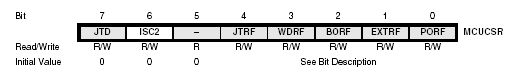 Bit 7 6 5 4 3 2 1 0
JTD ISC2 – JTRF WDRF BORF EXTRF PORF MCUCSR
Read/Write R/W R/W R R/W R/W R/W R/W R/W
Initial Value 0 0 0 See Bit Description